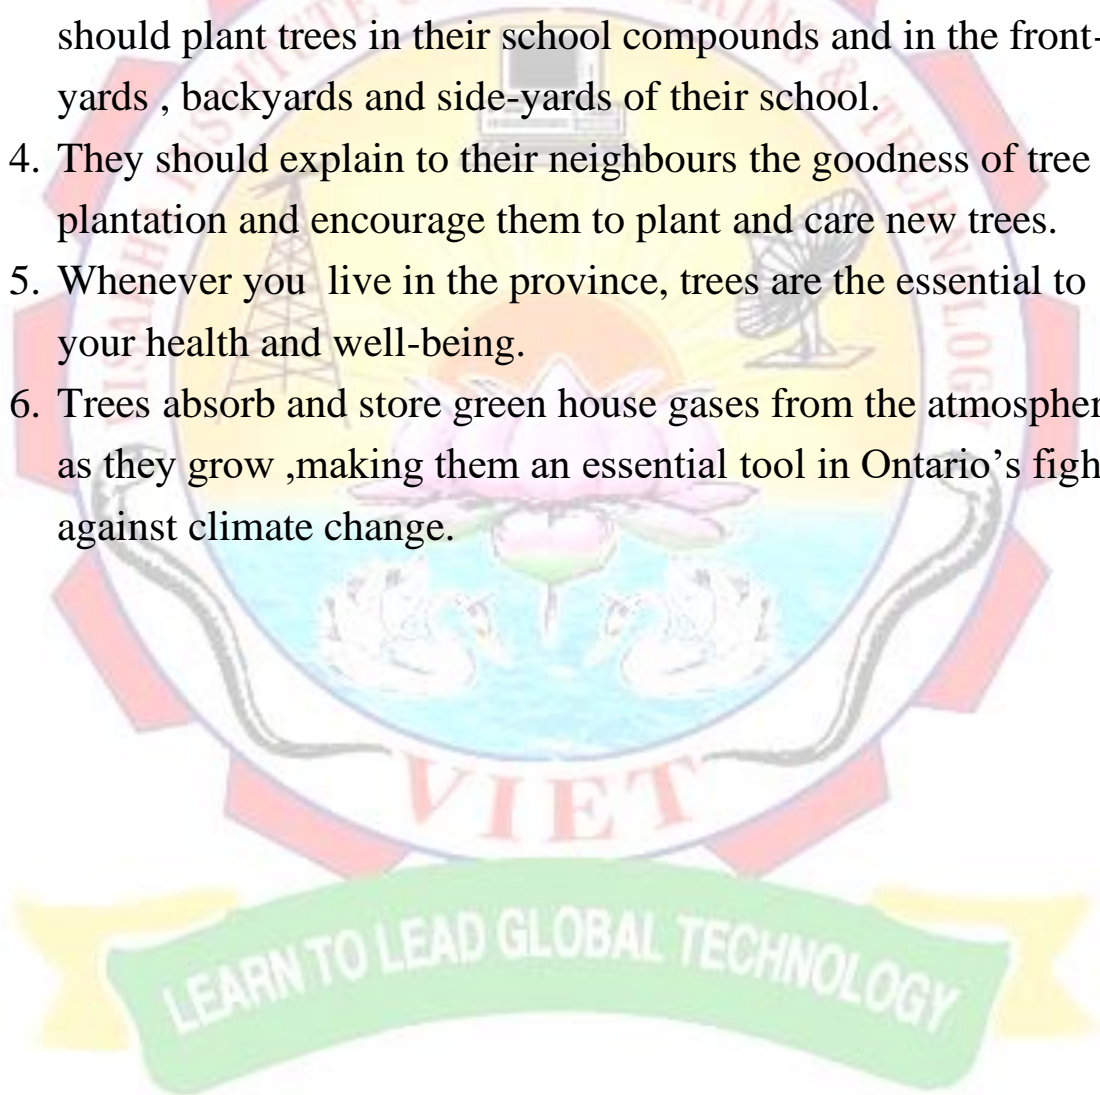 should plant trees in their school compounds and in the front-
yards , backyards and side-yards of their school.
4. They should explain to their neighbours the goodness of tree
plantation and encourage them to plant and care new trees.
5. Whenever you  live in the province, trees are the essential to
your health and well-being.
6. Trees absorb and store green house gases from the atmospher
as they grow ,making them an essential tool in Ontario’s figh
against climate change.
VISAKHA INSTITUTE & TECHNOLOGY
VIET
LEARN TO LEAD GLOBAL TECHNOLOGY